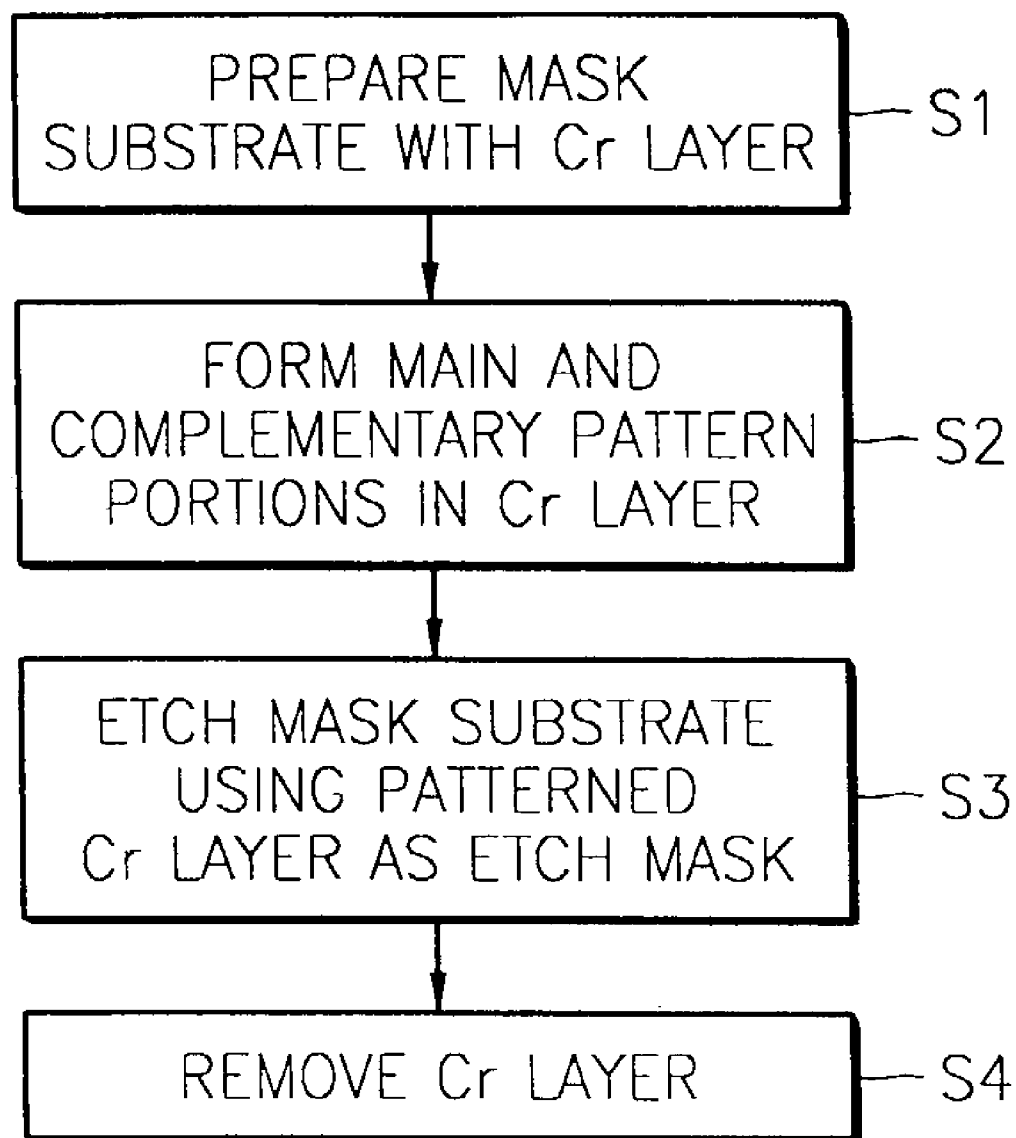 PREPARE MASK
SUBSTRATE WITH Cr LAYER
S1
FORM MAIN AND
COMPLEMENTARY PATTERN
PORTIONS IN Cr LAYER
S2
ETCH MASK SUBSTRATE
USING PATTERNED
Cr LAYER AS ETCH MASK
S3
REMOVE Cr LAYER
S4